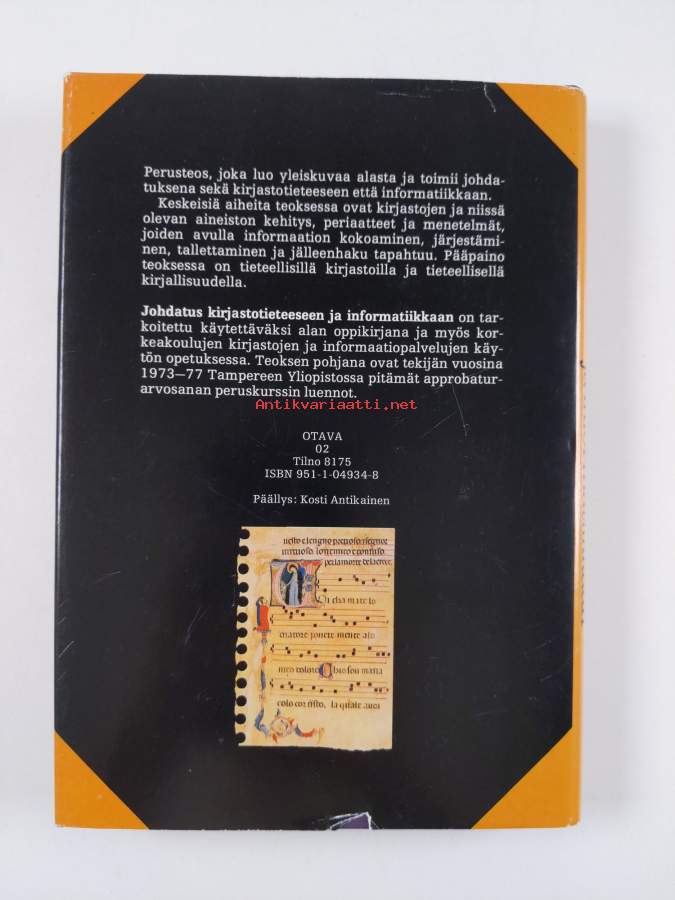 Perusteos, joka luo yleiskuvaa alasta ja toimii johda-
tuksena sekä kirjastotieteeseen että informatiikkaan.
Keskeisiä aiheita teoksessa ovat kirjastojen ja niissä
olevan aineiston kehitys, periaatteet ja menetelmät,
joiden avulla informaation kokoaminen, järjestämi-
nen, tallettaminen ja jälleenhaku tapahtuu. Pääpaino
teoksessa on tieteellisillä kirjastoilla ja tieteellisellä
kirjallisuudella.
Johdatus kirjastotieteeseen ja informatiikkaan on tar-
koitettu käytettäväksi alan oppikirjana ja myös kor-
keakoulujen kirjastojen ja informaatiopalvelujen käy-
tön opetuksessa. Teoksen pohjana ovat tekijän vuosina
1973—77 Tampereen Yliopistossa pitämät approbatur-
arvosanan peruskurssin luennot.
Antikvariaatti.net
OTAVA
02
Tilno 8175
ISBN 951-1-04934-8
Päällys: Kosti Antikainen
mente
colo
la quale